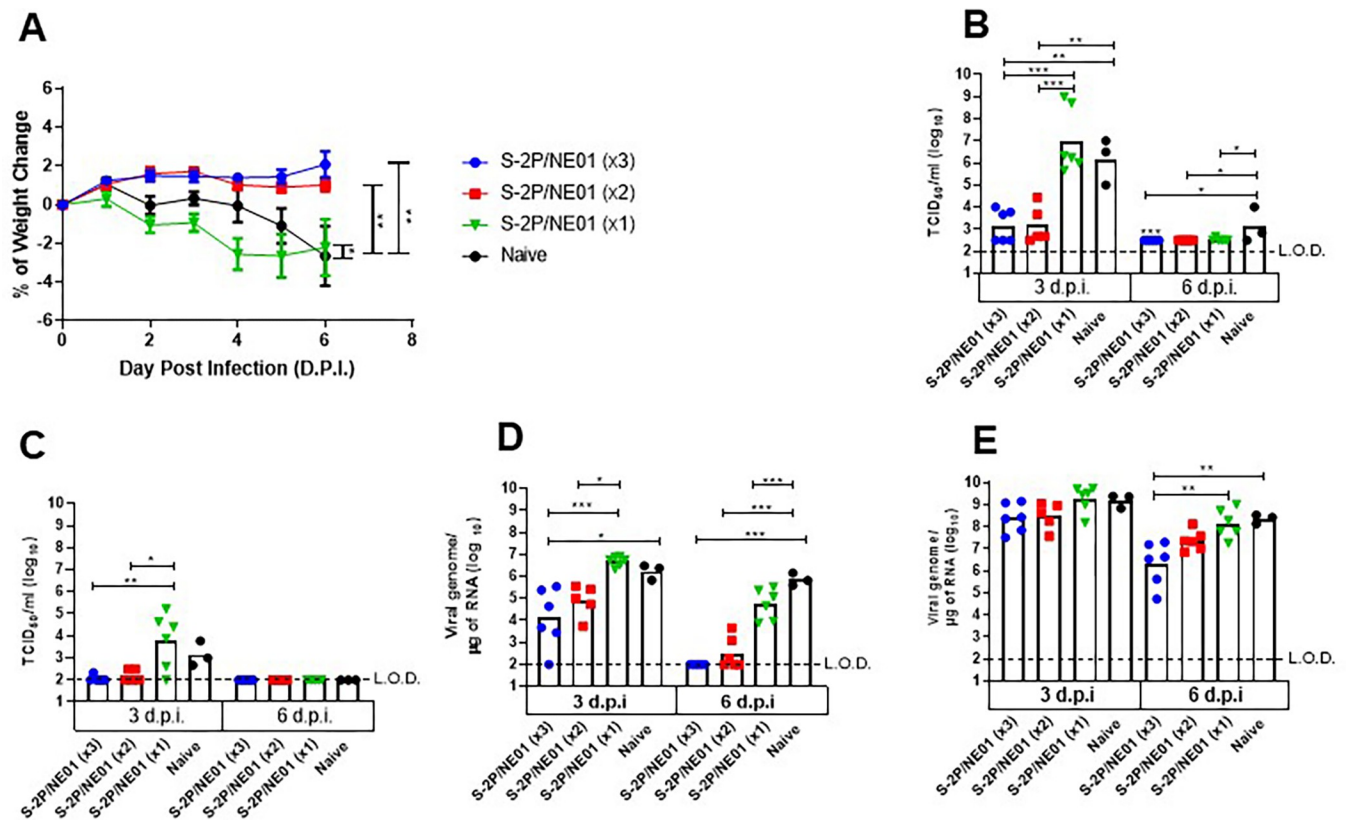 A
6
4
2
0
-2
-4
-6
% of Weight Change
0 2 4 6 8
Day Post Infection (D.P.I.)
**
**
*
S-2P/NE01 (x3)
S-2P/NE01 (x2)
S-2P/NE01 (x1)
Naive
B
**
**
***
***
*
*
*
***
10
9
8
7
6
5
4
3
2
1
TCID50/ml (log10)
L.O.D.
3 d.p.i. 6 d.p.i.
S-2P/NE01 (x3)
S-2P/NE01 (x2)
S-2P/NE01 (x1)
Naive
S-2P/NE01 (x3)
S-2P/NE01 (x2)
S-2P/NE01 (x1)
Naive
C
*
**
10
9
8
7
6
5
4
3
2
1
TCID50/ml (log10)
L.O.D.
3 d.p.i. 6 d.p.i.
S-2P/NE01 (x3)
S-2P/NE01 (x2)
S-2P/NE01 (x1)
Naive
S-2P/NE01 (x3)
S-2P/NE01 (x2)
S-2P/NE01 (x1)
Naive
D
*
***
*
***
***
***
10
9
8
7
6
5
4
3
2
1
Viral genome/
µg of RNA (log 10)
L.O.D.
3 d.p.i 6 d.p.i
S-2P/NE01 (x3)
S-2P/NE01 (x2)
S-2P/NE01 (x1)
Naive
S-2P/NE01 (x3)
S-2P/NE01 (x2)
S-2P/NE01 (x1)
Naive
E
**
**
10
9
8
7
6
5
4
3
2
1
Viral genome/
µg of RNA (log10)
L.O.D.
3 d.p.i 6 d.p.i
S-2P/NE01 (x3)
S-2P/NE01 (x2)
S-2P/NE01 (x1)
Naive
S-2P/NE01 (x3)
S-2P/NE01 (x2)
S-2P/NE01 (x1)
Naive